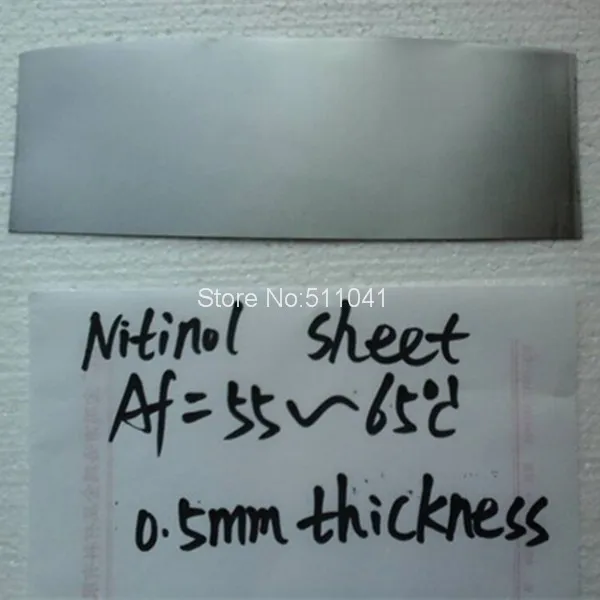 Store No:511041
Nitinol sheet
Af=55~65℃
0.5mm thickness